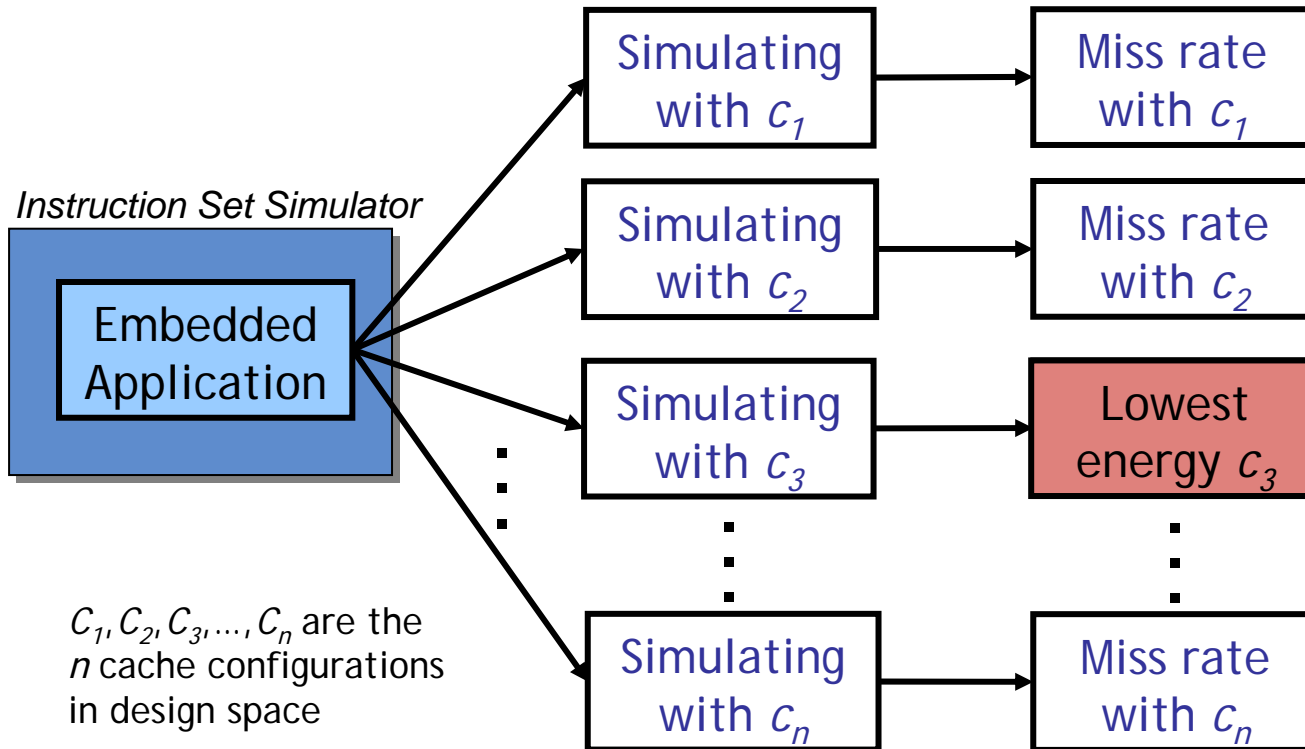 Simulating
with c₁
Miss rate
with c₁
Instruction Set Simulator
Simulating
with c₂
Miss rate
with c₂
Embedded
Application
Simulating
with c₃
Lowest
energy c₃
C₁, C₂, C₃,..., Cₙ are the
n cache configurations
in design space
Simulating
with cₙ
Miss rate
with cₙ